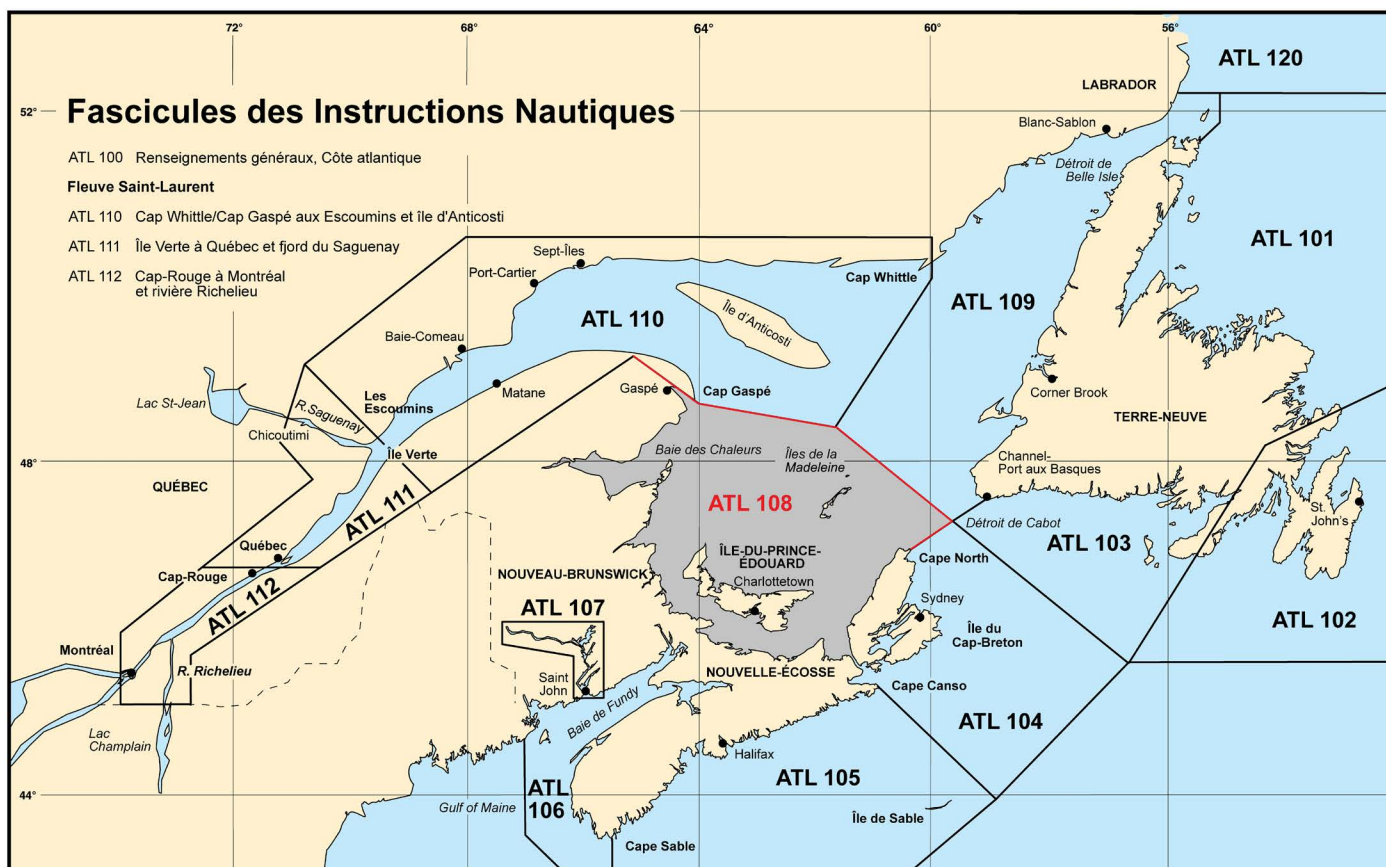 72°
68°
64°
60°
56°
ATL 120
LABRADOR
52°
Fascicules des Instructions Nautiques
Blanc-Sablon
ATL 100 Renseignements généraux, Côte atlantique
Détroit de
Belle Isle
Fleuve Saint-Laurent
ATL 110 Cap Whittle/Cap Gaspé aux Escoumins et île d'Anticosti
ATL 111 Île Verte à Québec et fjord du Saguenay
ATL 112 Cap-Rouge à Montréal
et rivière Richelieu
ATL 101
Sept-Îles
Port-Cartier
Cap Whittle
ATL 109
ATL 110
Île d'Anticosti
Baie-Comeau
Matane
Gaspé
Cap Gaspé
Corner Brook
Lac St-Jean
R.Saguenay
Les
Escoumins
Chicoutimi
TERRE-NEUVE
Île Verte
48°
Baie des Chaleurs
Îles de la
Madeleine
Channel-
Port aux Basques
QUÉBEC
ATL 111
ATL 108
St.
John's
Détroit de Cabot
ATL 103
Québec
Cap-Rouge
ATL 112
NOUVEAU-BRUNSWICK
ÎLE-DU-PRINCE-
ÉDOUARD
Charlottetown
Cape North
ATL 107
Sydney
Île du
Cap-Breton
ATL 102
Montréal
R. Richelieu
Saint
John
NOUVELLE-ÉCOSSE
Cape Canso
Baie de Fundy
ATL 104
Lac
Champlain
Halifax
ATL 105
ATL
106
44°
Gulf of Maine
Île de Sable
Cape Sable